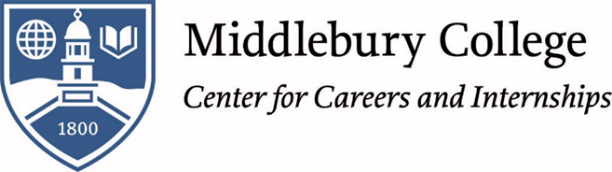 Middlebury College
Center for Careers and Internships
1800